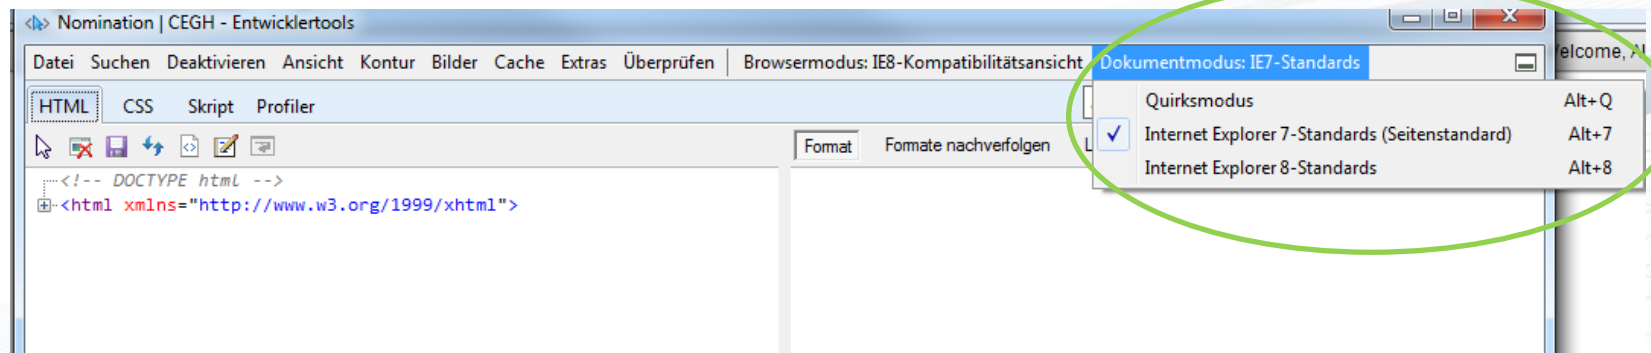 Nomination | CEGH - Entwicklertools
Datei Suchen Deaktivieren Ansicht Kontur Bilder Cache Extras Überprüfen Browsermodus: IE8-Kompatibilitätsansicht Dokumentmodus: IE7-Standards
elcome,
HTML CSS Skript Profiler
Quirksmodus Alt+Q
Internet Explorer 7-Standards (Seitenstandard) Alt+7
Internet Explorer 8-Standards Alt+8
Format Formate nachverfolgen
<!-- DOCTYPE html -->
<html xmlns="http://www.w3.org/1999/xhtml">